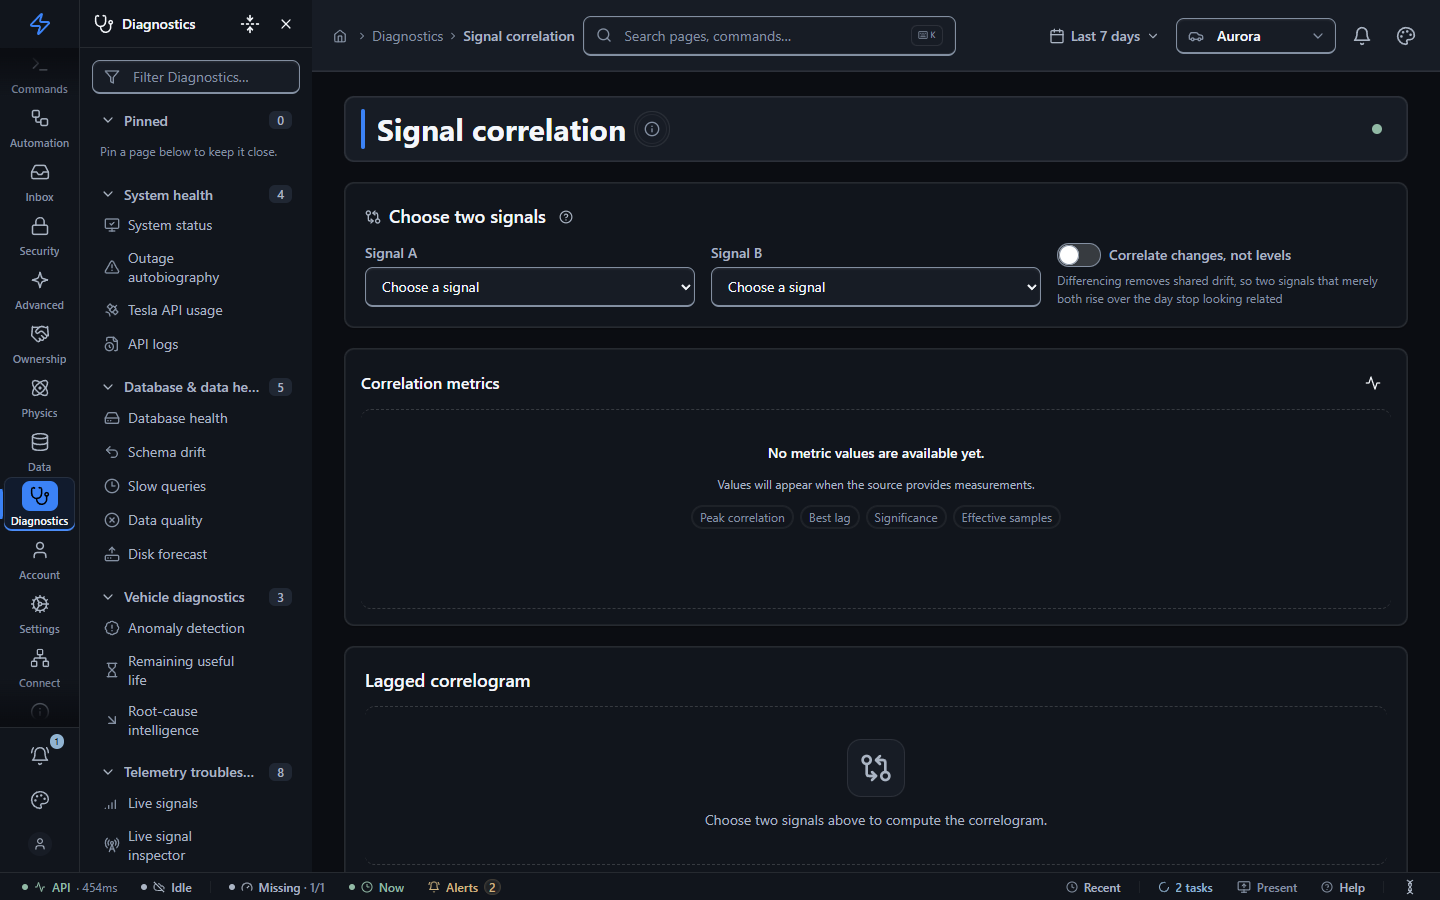 Commands
Automation
Inbox
Security
Advanced
Ownership
Physics
Data
Diagnostics
Account
Settings
Connect
1
Diagnostics
Filter Diagnostics...
Pinned 0
Pin a page below to keep it close.
System health 4
System status
Outage
autobiography
Tesla API usage
API logs
Database & data he... 5
Database health
Schema drift
Slow queries
Data quality
Disk forecast
Vehicle diagnostics 3
Anomaly detection
Remaining useful
life
Root-cause
intelligence
Telemetry troubles... 8
Live signals
Live signal
inspector
Diagnostics > Signal correlation
Search pages, commands...
K
Last 7 days
Aurora
Signal correlation
Choose two signals
Signal A
Choose a signal
Signal B
Choose a signal
Correlate changes, not levels
Differencing removes shared drift, so two signals that merely
both rise over the day stop looking related
Correlation metrics
No metric values are available yet.
Values will appear when the source provides measurements.
Peak correlation Best lag Significance Effective samples
Lagged correlogram
Choose two signals above to compute the correlogram.
API · 454ms Idle Missing · 1/1 Now Alerts 2 Recent 2 tasks Present Help